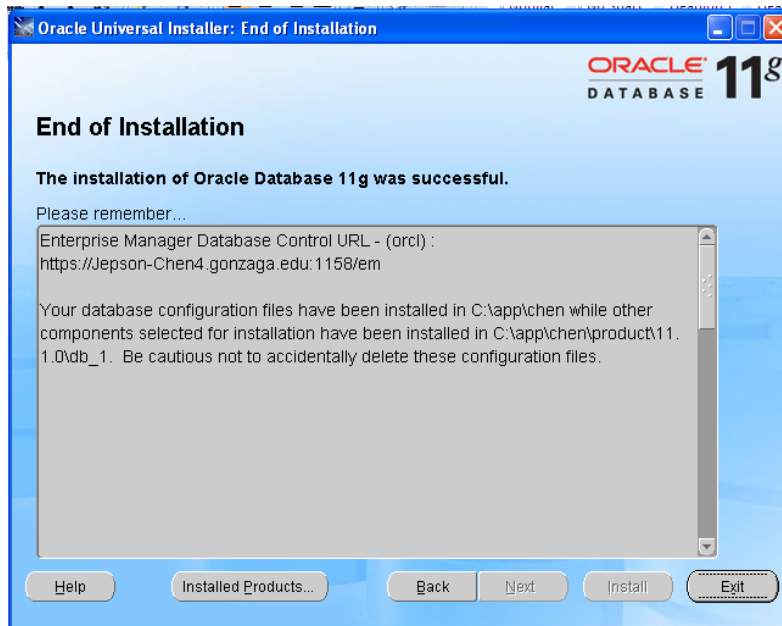 Oracle Universal Installer: End of Installation
ORACLE
DATABASE
11g
End of Installation
The installation of Oracle Database 11g was successful.
Please remember...
Enterprise Manager Database Control URL - (orcl) :
https://Jepson-Chen4.gonzaga.edu:1158/em
Your database configuration files have been installed in C:\app\chen while other
components selected for installation have been installed in C:\app\chen\product\11.
1.0\db_1.  Be cautious not to accidentally delete these configuration files.
Help
Installed Products...
Back
Next
Install
Exit